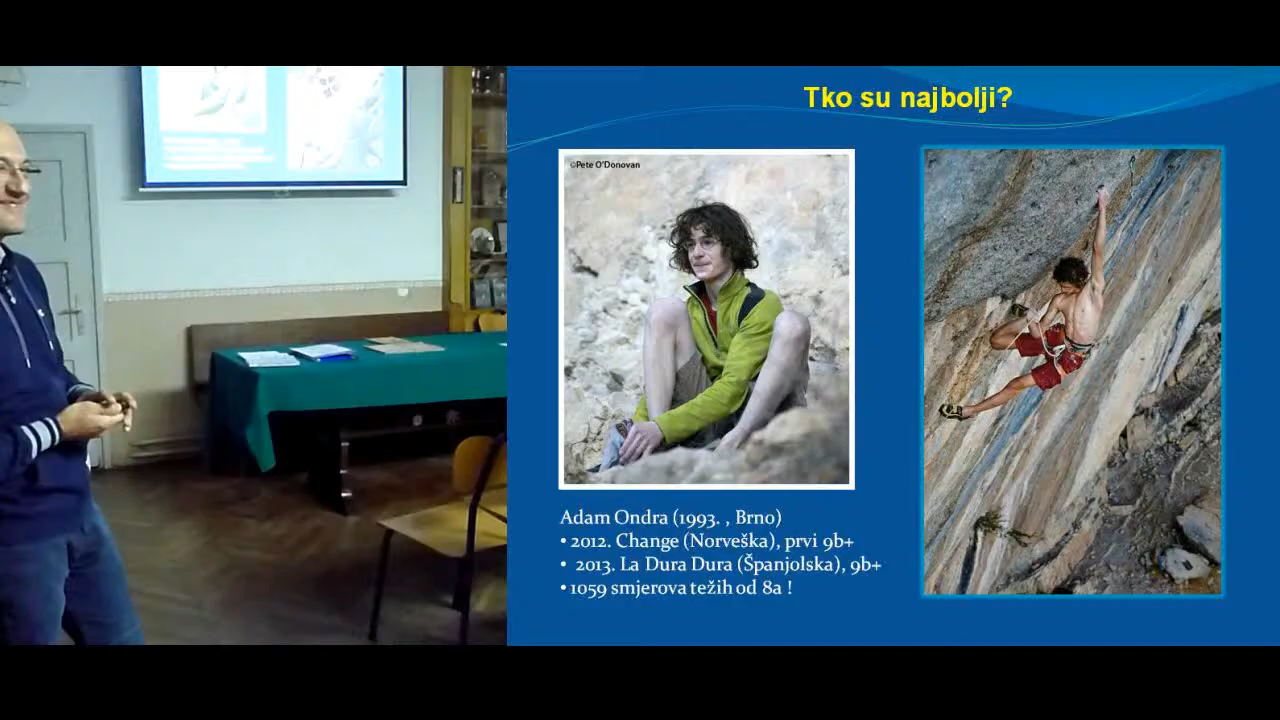 Tko su najbolji?
©Pete O'Donovan
Adam Ondra (1993. , Brno)
• 2012. Change (Norveška), prvi 9b+
• 2013. La Dura Dura (Španjolska), 9b+
• 1059 smjerova težih od 8a !